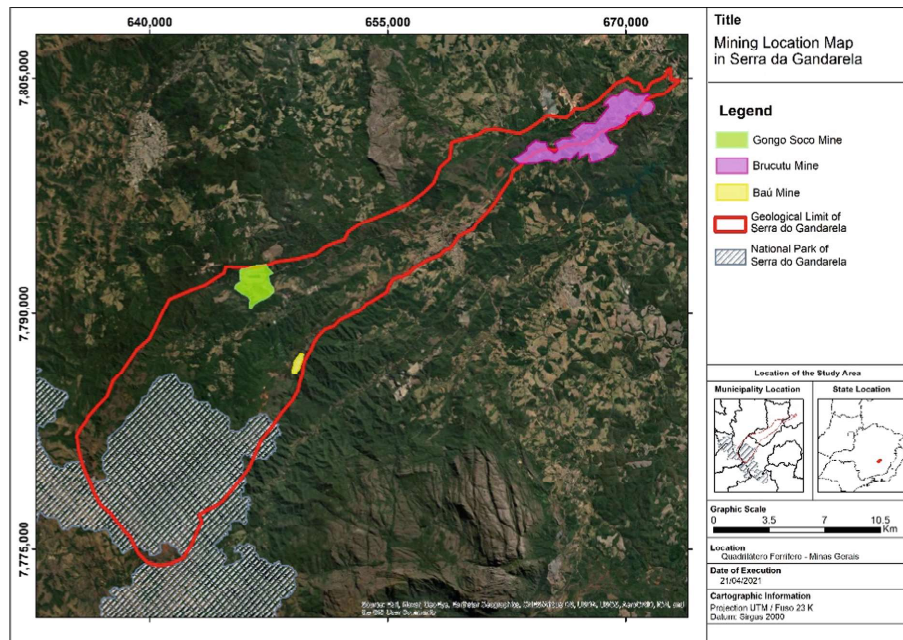 640,000
655,000
670,000
7,805,000
7,790,000
7,775,000
Title
Mining Location Map
in Serra da Gandarela
Legend
Gongo Soco Mine
Brucutu Mine
Baú Mine
Geological Limit of
Serra do Gandarela
National Park of
Serra do Gandarela
Location of the Study Area
Municipality Location
State Location
Graphic Scale
0 3.5 7 10.5
Km
Location
Quadrilátero Ferrífero - Minas Gerais
Date of Execution
21/04/2021
Cartographic Information
Projection UTM / Fuso 23 K
Datum: Sirgas 2000